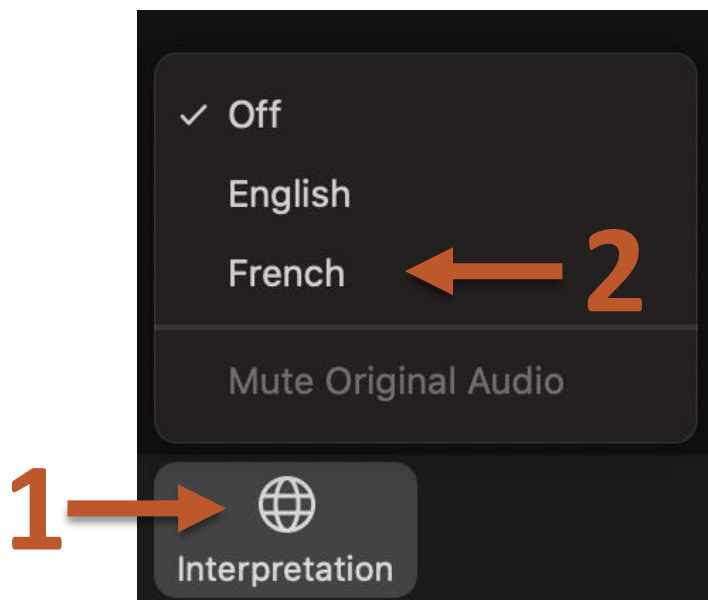 Off
English
French
2
Mute Original Audio
1
Interpretation